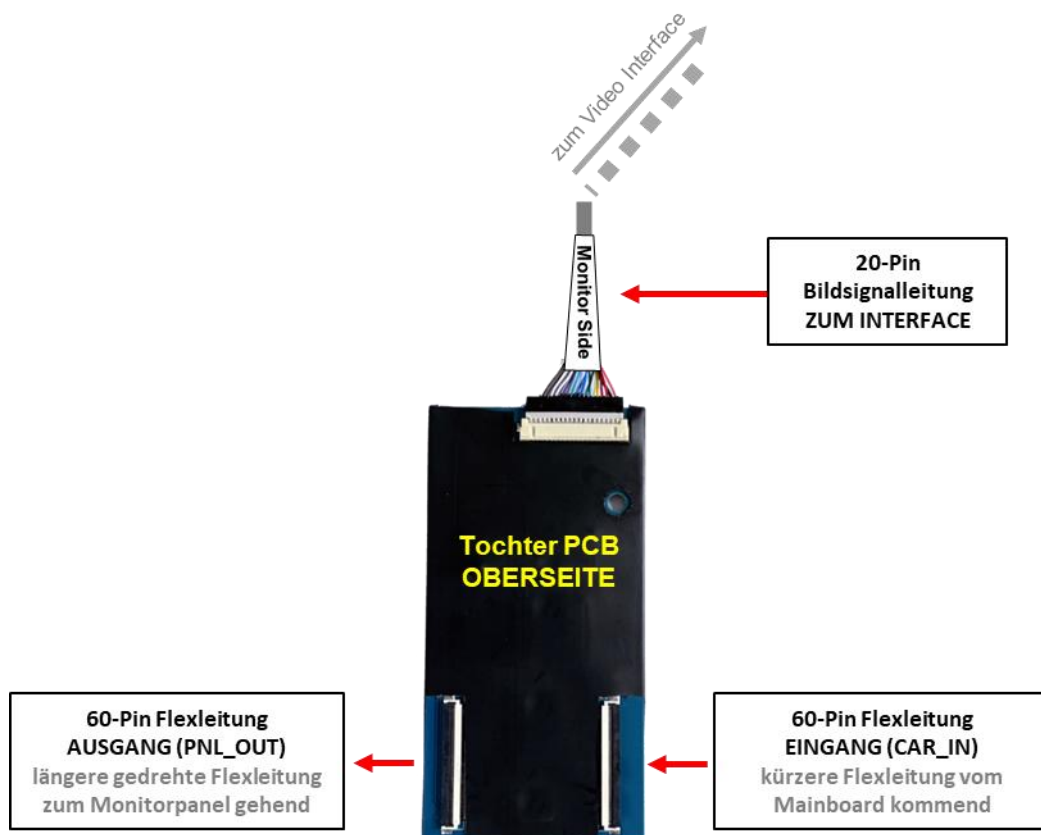 zum Video Interface
Monitor Side
20-Pin
Bildsignalleitung
ZUM INTERFACE
Tochter PCB
OBERSEITE
60-Pin Flexleitung
AUSGANG (PNL_OUT)
längere gedrehte Flexleitung
zum Monitorpanel gehend
60-Pin Flexleitung
EINGANG (CAR_IN)
kürzere Flexleitung vom
Mainboard kommend